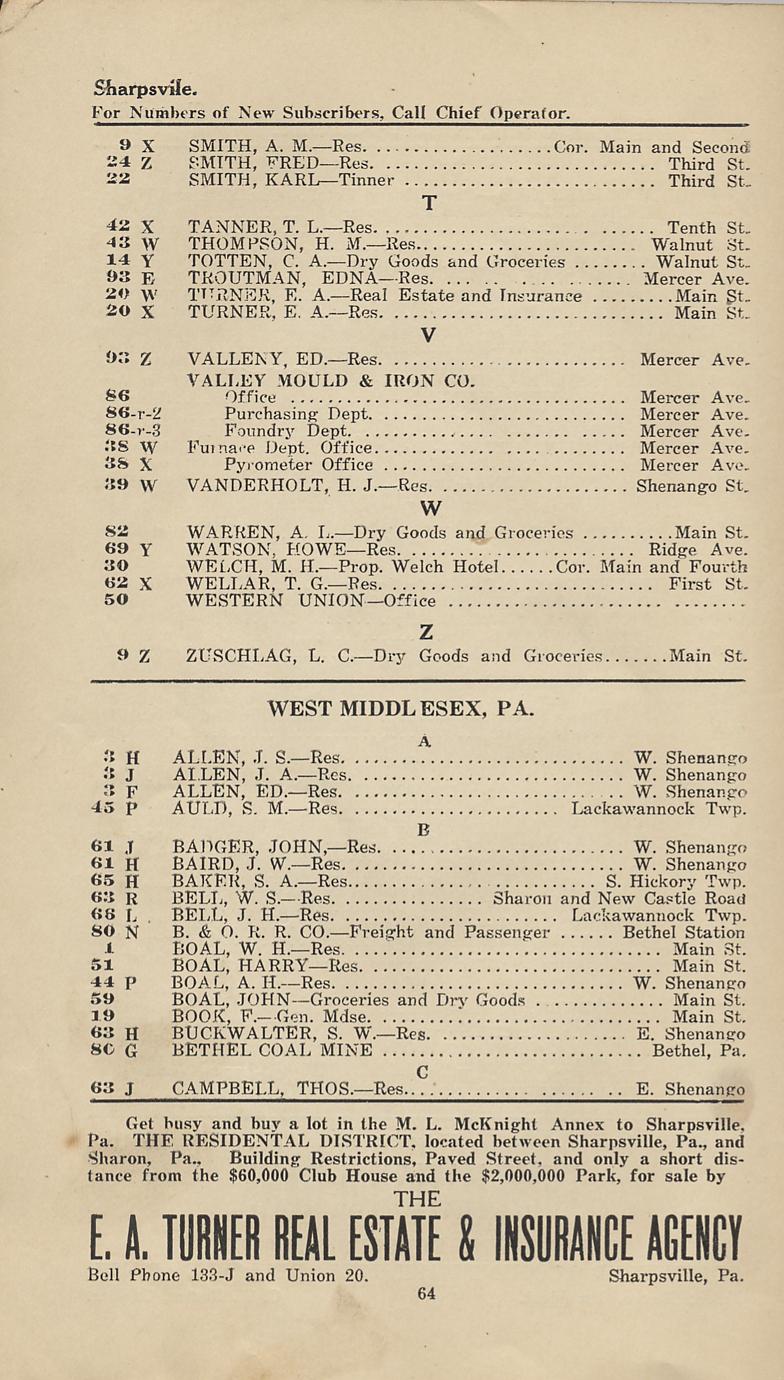 Sharpsville.
For Numbers of New Subscribers, Call Chief Operator.
9 X SMITH, A. M.—Res. ...................Cor. Main and Second
24 Z SMITH, FRED—Res. ............................. Third St.
22 SMITH, KARL—Tinner ........................... Third St.
T
42 X TANNER, T. L.—Res. ............................. Tenth St.
43 W THOMPSON, H. M.—Res......................... Walnut St.
14 Y TOTTEN, C. A.—Dry Goods and Groceries ........ Walnut St.
93 E TROUTMAN, EDNA—Res. ...................... Mercer Ave.
20 W TURNER, E. A.—Real Estate and Insurance .........Main St.
20 X TURNER, E. A.—Res. ............................. Main St.
V
93 Z VALLENY, ED.—Res. ......................... Mercer Ave.
VALLEY MOULD & IRON CO.
86 Office .................................... Mercer Ave.
86-r-2 Purchasing Dept. ........................... Mercer Ave.
86-r-3 Foundry Dept. ............................. Mercer Ave.
38 W Furnace Dept. Office........................... Mercer Ave.
38 X Pyrometer Office .......................... Mercer Ave.
39 W VANDERHOLT, H. J.—Res. .................... Shenango St.
W
82 WARREN, A. L.—Dry Goods and Groceries ..........Main St.
69 Y WATSON, HOWE—Res. ........................ Ridge Ave.
30 WELCH, M. H.—Prop. Welch Hotel......Cor. Main and Fourth
62 X WELLAR, T. G.—Res. ............................ First St.
50 WESTERN UNION—Office ................................
Z
9 Z ZUSCHLAG, L. C.—Dry Goods and Groceries.......Main St.
WEST MIDDLESEX, PA.
A
3 H ALLEN, J. S.—Res. ............................. W. Shenango
3 J ALLEN, J. A.—Res. ............................ W. Shenango
3 F ALLEN, ED.—Res. ............................. W. Shenango
45 P AULD, S. M.—Res. ...................... Lackawannock Twp.
B
61 J BADGER, JOHN,—Res. ......................... W. Shenango
61 H BAIRD, J. W.—Res. ............................. W. Shenango
65 H BAKER, S. A.—Res........................... S. Hickory Twp.
63 R BELL, W. S.—Res. ................ Sharon and New Castle Road
66 L BELL, J. H.—Res. ....................... Lackawannock Twp.
80 N B. & O. R. R. CO.—Freight and Passenger ...... Bethel Station
1 BOAL, W. H.—Res. ................................ Main St.
51 BOAL, HARRY—Res. .............................. Main St.
44 P BOAL, A. H.—Res. ............................ W. Shenango
59 BOAL, JOHN—Groceries and Dry Goods ............. Main St.
19 BOOK, F.—Gen. Mdse. ............................. Main St.
63 H BUCKWALTER, S. W.—Res. ................... E. Shenango
80 G BETHEL COAL MINE ........................... Bethel, Pa.
C
63 J CAMPBELL, THOS.—Res....................... E. Shenango
Get busy and buy a lot in the M. L. McKnight Annex to Sharpsville,
Pa. THE RESIDENTAL DISTRICT, located between Sharpsville, Pa., and
Sharon, Pa., Building Restrictions, Paved Street, and only a short dis-
tance from the $60,000 Club House and the $2,000,000 Park, for sale by
THE
E. A. TURNER REAL ESTATE & INSURANCE AGENCY
Bell Phone 133-J and Union 20. Sharpsville, Pa.
64